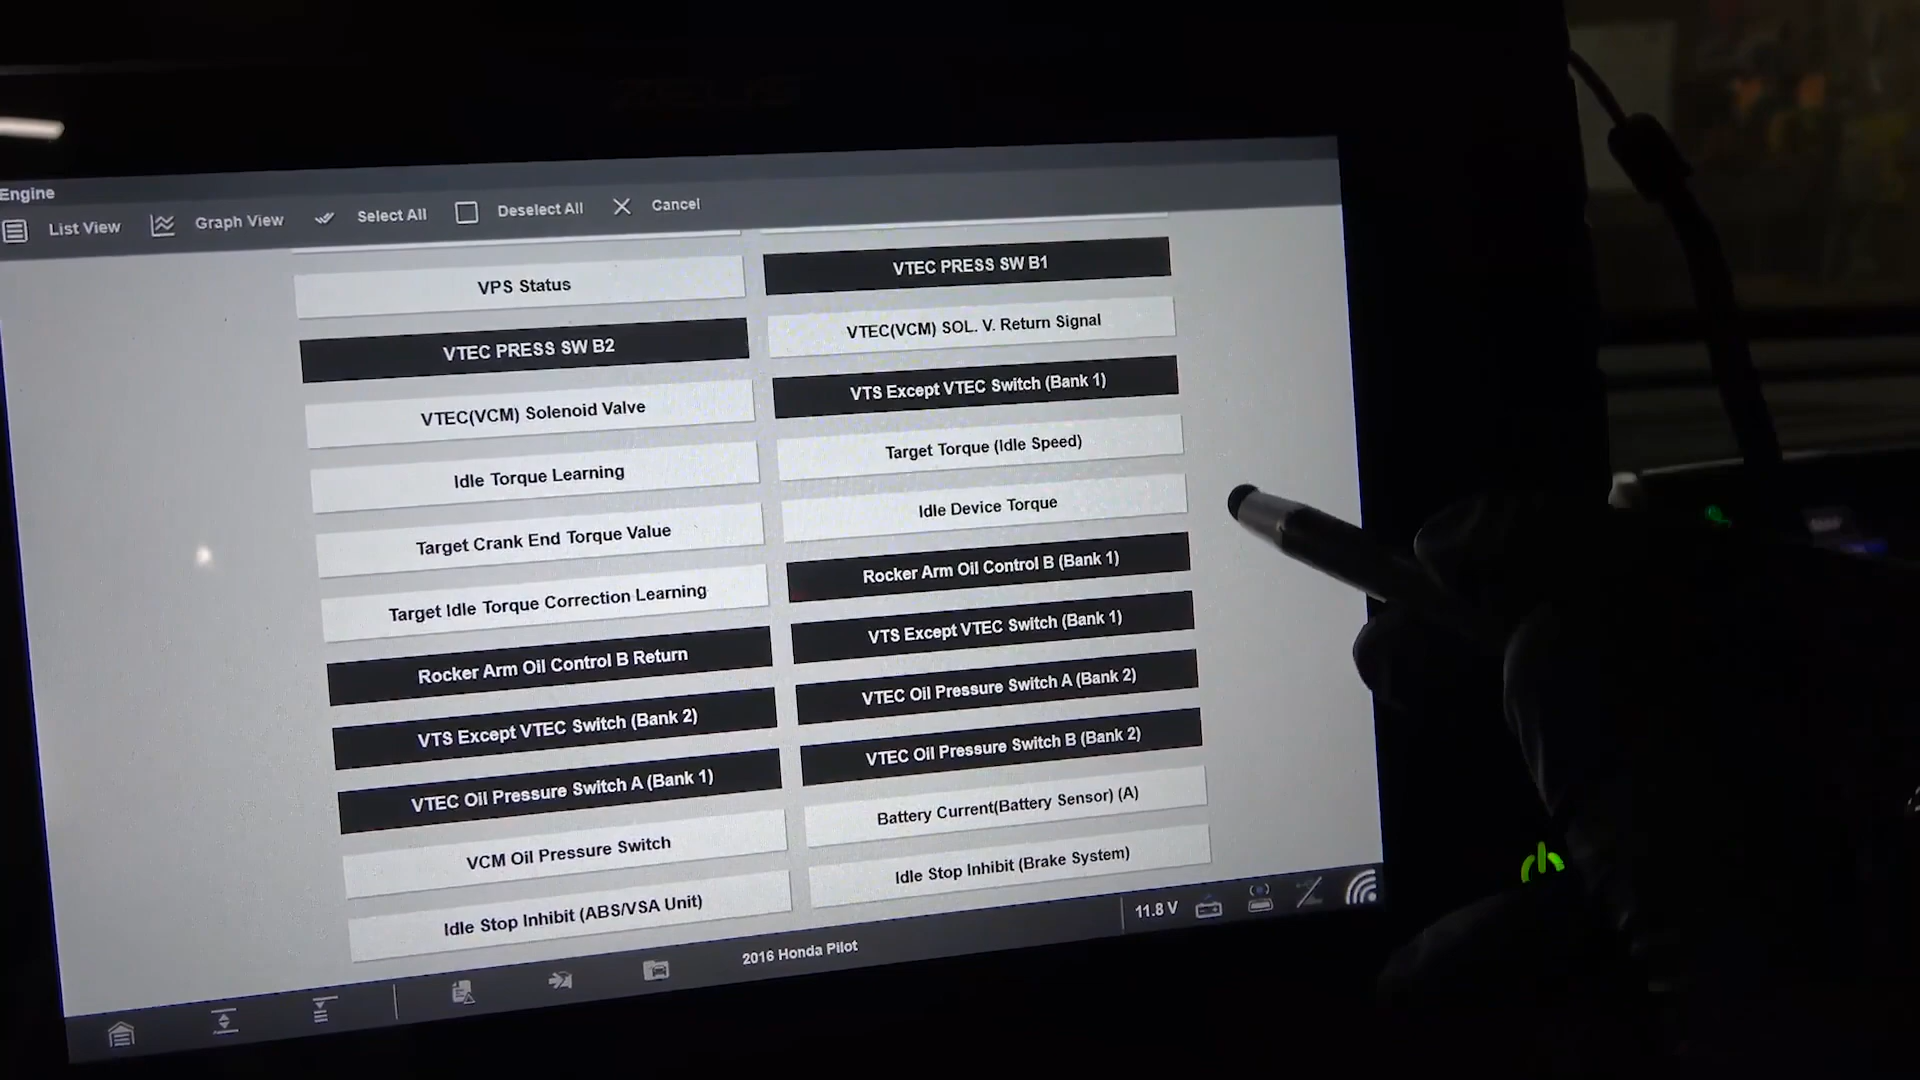 Engine
List View
Graph View
Select All
Deselect All
Cancel
VPS Status
VTEC PRESS SW B1
VTEC PRESS SW B2
VTEC(VCM) SOL. V. Return Signal
VTEC(VCM) Solenoid Valve
VTS Except VTEC Switch (Bank 1)
Idle Torque Learning
Target Torque (Idle Speed)
Target Crank End Torque Value
Idle Device Torque
Target Idle Torque Correction Learning
Rocker Arm Oil Control B (Bank 1)
Rocker Arm Oil Control B Return
VTS Except VTEC Switch (Bank 1)
VTS Except VTEC Switch (Bank 2)
VTEC Oil Pressure Switch A (Bank 2)
VTEC Oil Pressure Switch A (Bank 1)
VTEC Oil Pressure Switch B (Bank 2)
VCM Oil Pressure Switch
Battery Current(Battery Sensor) (A)
Idle Stop Inhibit (ABS/VSA Unit)
Idle Stop Inhibit (Brake System)
2016 Honda Pilot
11.8 V